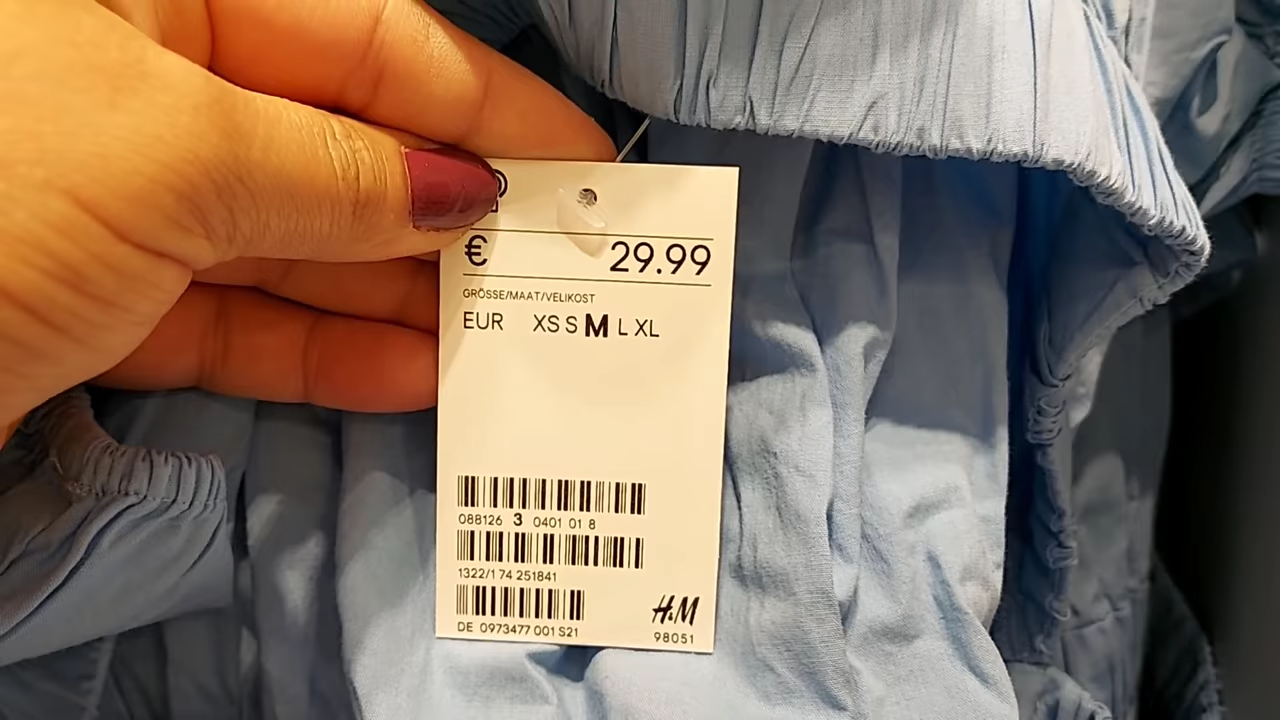 € 29.99
GRÖSSE/MAAT/VELIKOST
EUR XS S M L XL
088126 3 0401 01 8
1322/1 74 251841
DE 0973477 001 S21
H&M
98051